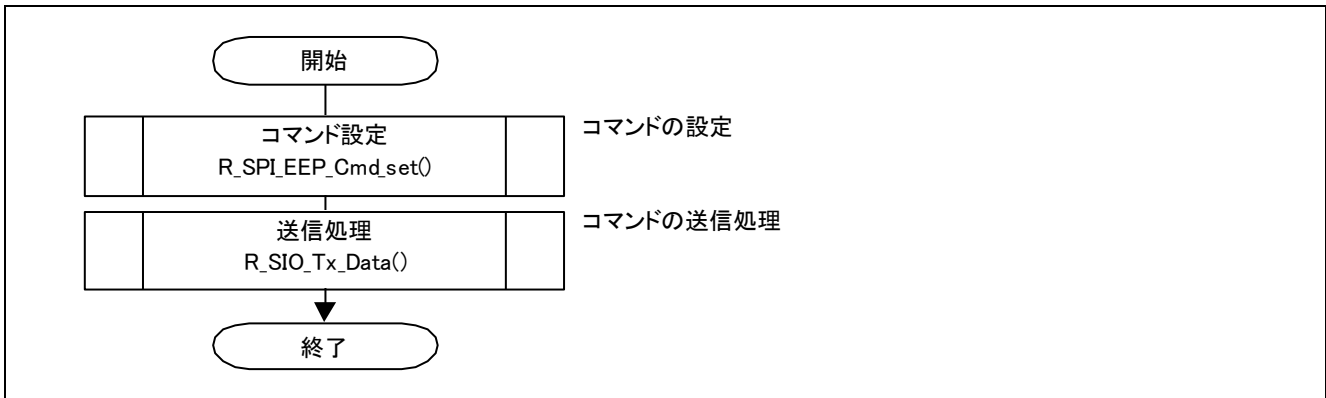 開始
コマンド設定
R_SPI_EEP_Cmd_set()
コマンドの設定
送信処理
R_SIO_Tx_Data()
コマンドの送信処理
終了